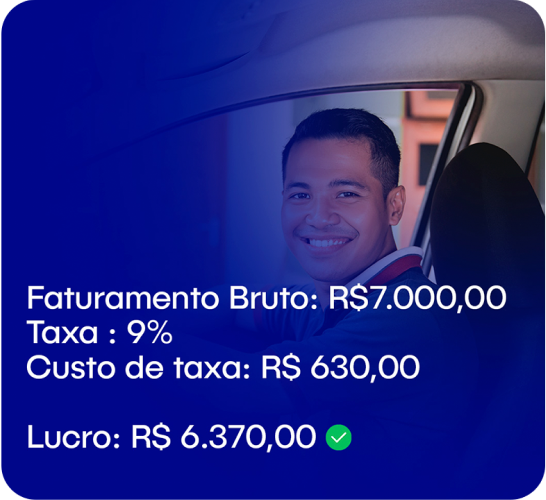 Faturamento Bruto: R$7.000,00
Taxa : 9%
Custo de taxa: R$ 630,00
Lucro: R$ 6.370,00